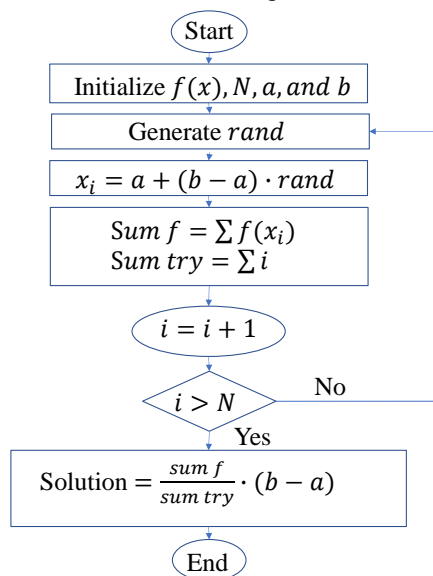 Start
Initialize f(x), N, a, and b
Generate rand
x_i = a + (b − a) · rand
Sum f = ∑ f(x_i)
Sum try = ∑ i
i = i + 1
i > N
No
Yes
Solution = \frac{sum f}{sum try} · (b − a)
End